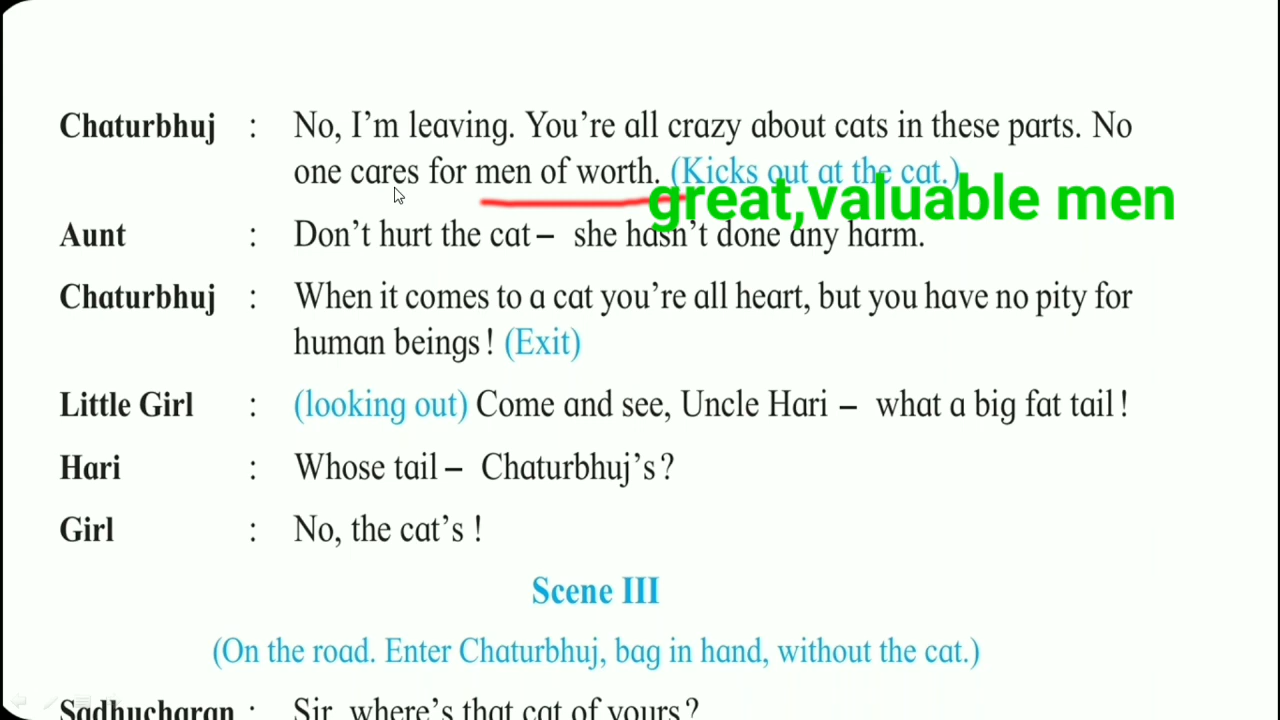 Chaturbhuj : No, I’m leaving. You’re all crazy about cats in these parts. No
one cares for men of worth. (Kicks out at the cat.)
great,valuable men
Aunt : Don’t hurt the cat – she hasn’t done any harm.
Chaturbhuj : When it comes to a cat you’re all heart, but you have no pity for
human beings! (Exit)
Little Girl : (looking out) Come and see, Uncle Hari – what a big fat tail!
Hari : Whose tail – Chaturbhuj’s?
Girl : No, the cat’s !
Scene III
(On the road. Enter Chaturbhuj, bag in hand, without the cat.)
Sadhucharan : Sir, where’s that cat of yours?